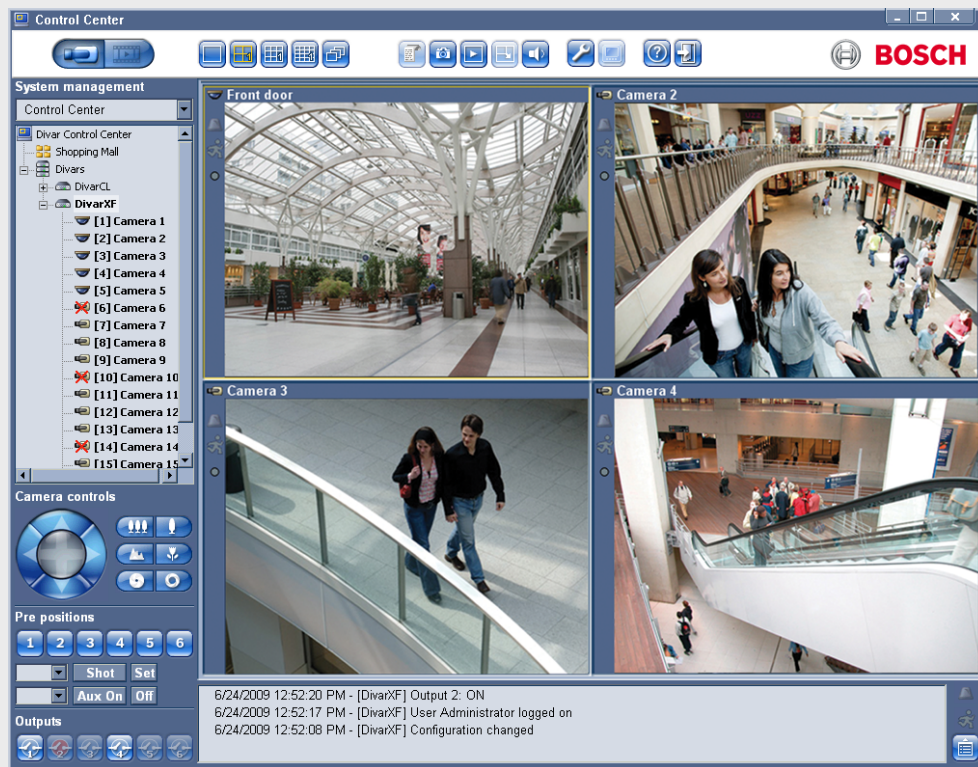 Control Center
BOSCH
System management
Control Center
Divar Control Center
Shopping Mall
Divars
DivarCL
DivarXF
[1] Camera 1
[2] Camera 2
[3] Camera 3
[4] Camera 4
[5] Camera 5
[6] Camera 6
[7] Camera 7
[8] Camera 8
[9] Camera 9
[10] Camera 10
[11] Camera 11
[12] Camera 12
[13] Camera 13
[14] Camera 14
[15] Camera 15
Camera controls
Pre positions
1 2 3 4 5 6
Shot Set
Aux On Off
Outputs
1 2 3 4 5 6
Front door
Camera 2
Camera 3
Camera 4
6/24/2009 12:52:20 PM - [DivarXF] Output 2: ON
6/24/2009 12:52:17 PM - [DivarXF] User Administrator logged on
6/24/2009 12:52:08 PM - [DivarXF] Configuration changed